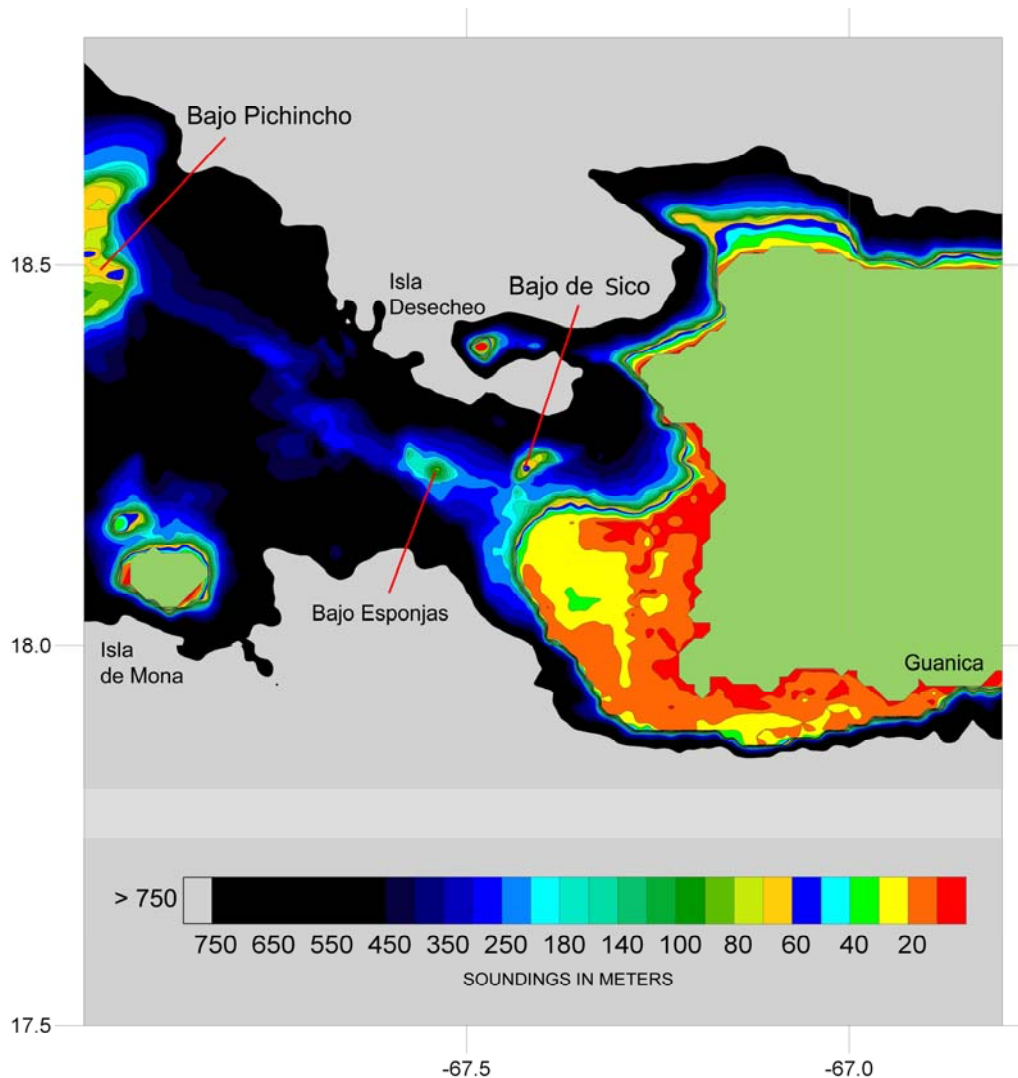 Bajo Pichincho
18.5
Isla
Desecheo
Bajo de Sico
Bajo Esponjas
18.0
Isla
de Mona
Guanica
> 750
750 650 550 450 350 250 180 140 100 80 60 40 20
SOUNDINGS IN METERS
17.5
-67.5 -67.0